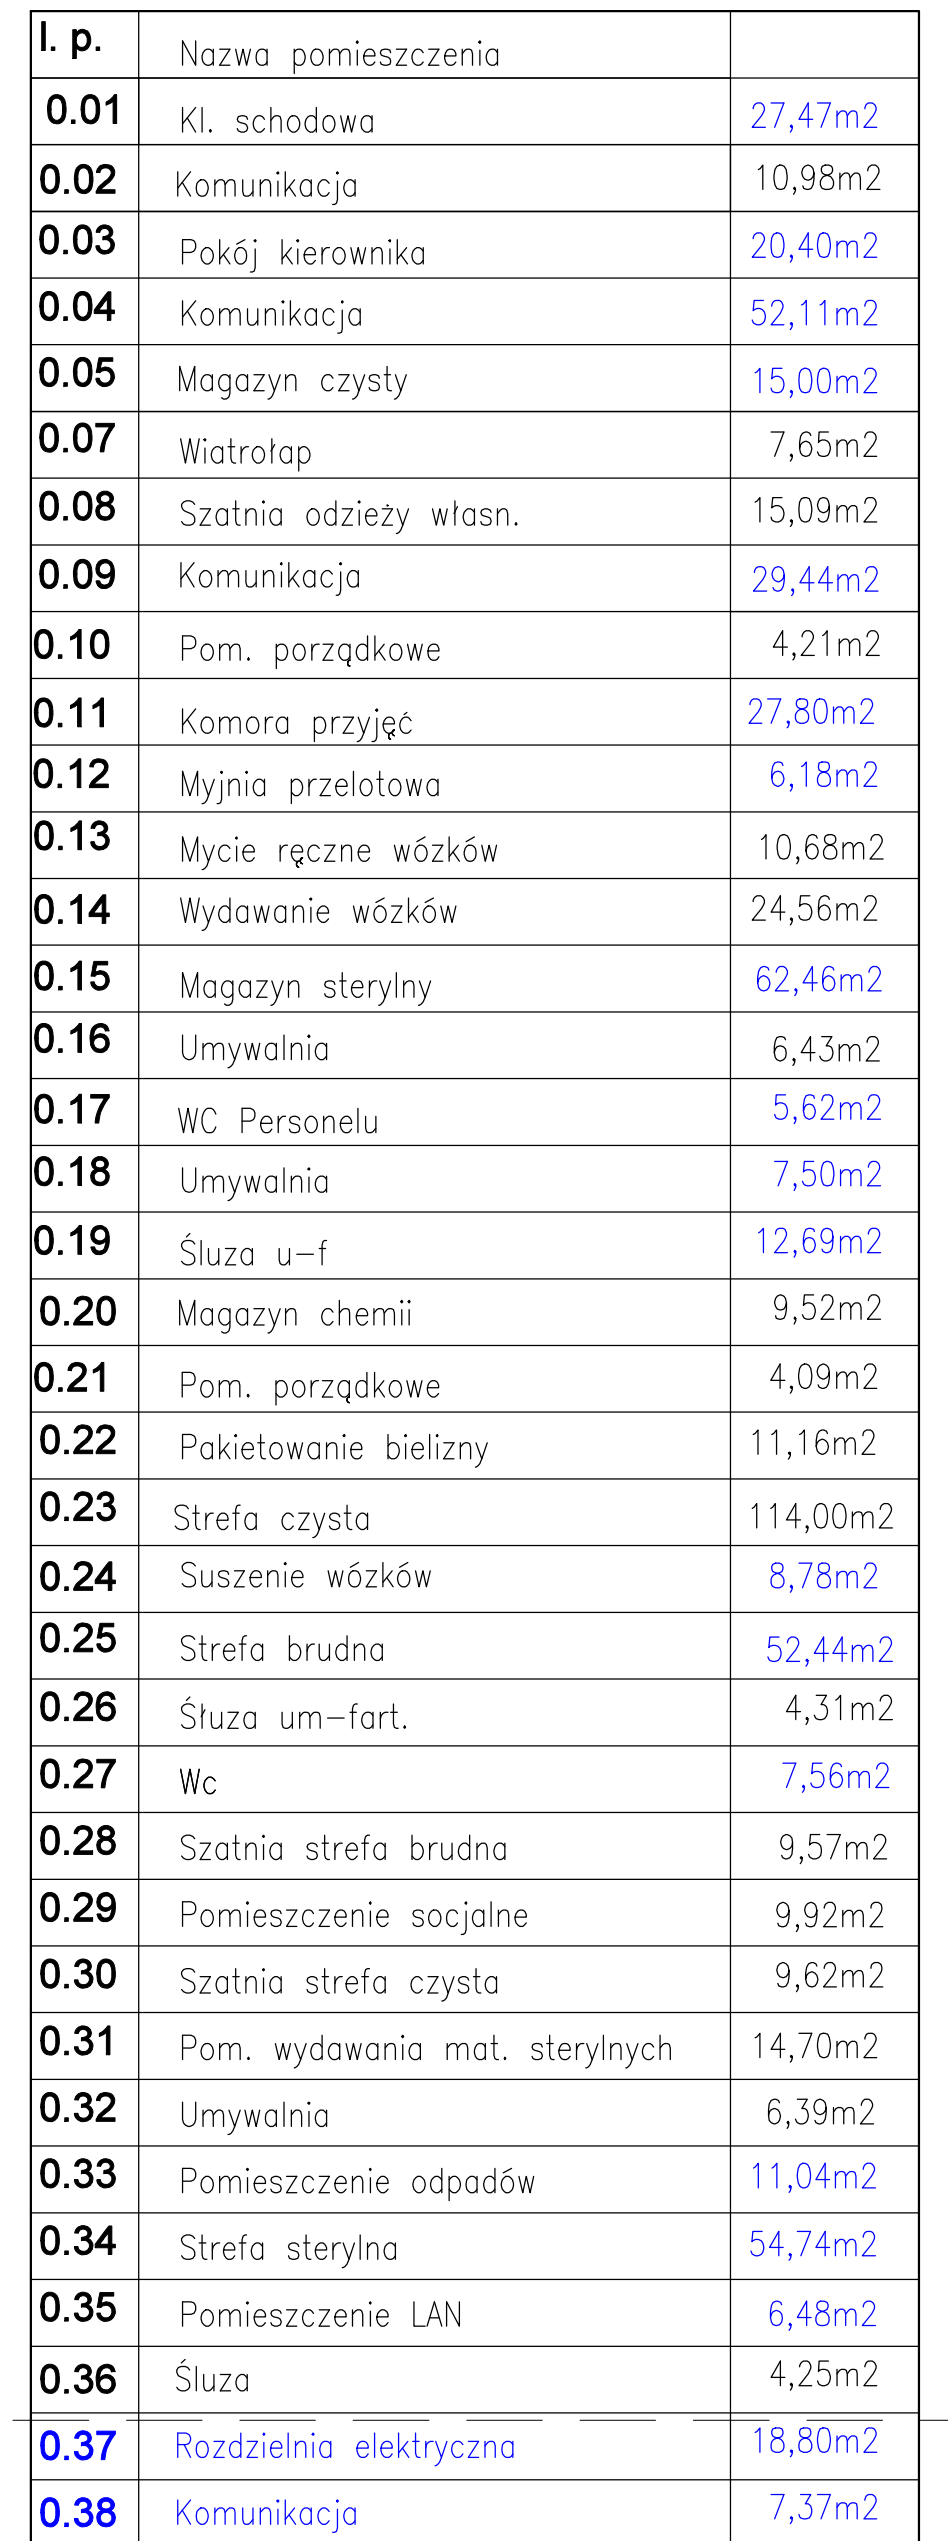 l. p. Nazwa pomieszczenia
0.01 Kl. schodowa 27,47m2
0.02 Komunikacja 10,98m2
0.03 Pokój kierownika 20,40m2
0.04 Komunikacja 52,11m2
0.05 Magazyn czysty 15,00m2
0.07 Wiatrołap 7,65m2
0.08 Szatnia odzieży własn. 15,09m2
0.09 Komunikacja 29,44m2
0.10 Pom. porządkowe 4,21m2
0.11 Komora przyjęć 27,80m2
0.12 Myjnia przelotowa 6,18m2
0.13 Mycie ręczne wózków 10,68m2
0.14 Wydawanie wózków 24,56m2
0.15 Magazyn sterylny 62,46m2
0.16 Umywalnia 6,43m2
0.17 WC Personelu 5,62m2
0.18 Umywalnia 7,50m2
0.19 Śluza u-f 12,69m2
0.20 Magazyn chemii 9,52m2
0.21 Pom. porządkowe 4,09m2
0.22 Pakietowanie bielizny 11,16m2
0.23 Strefa czysta 114,00m2
0.24 Suszenie wózków 8,78m2
0.25 Strefa brudna 52,44m2
0.26 Śłuza um-fart. 4,31m2
0.27 Wc 7,56m2
0.28 Szatnia strefa brudna 9,57m2
0.29 Pomieszczenie socjalne 9,92m2
0.30 Szatnia strefa czysta 9,62m2
0.31 Pom. wydawania mat. sterylnych 14,70m2
0.32 Umywalnia 6,39m2
0.33 Pomieszczenie odpadów 11,04m2
0.34 Strefa sterylna 54,74m2
0.35 Pomieszczenie LAN 6,48m2
0.36 Śluza 4,25m2
0.37 Rozdzielnia elektryczna 18,80m2
0.38 Komunikacja 7,37m2